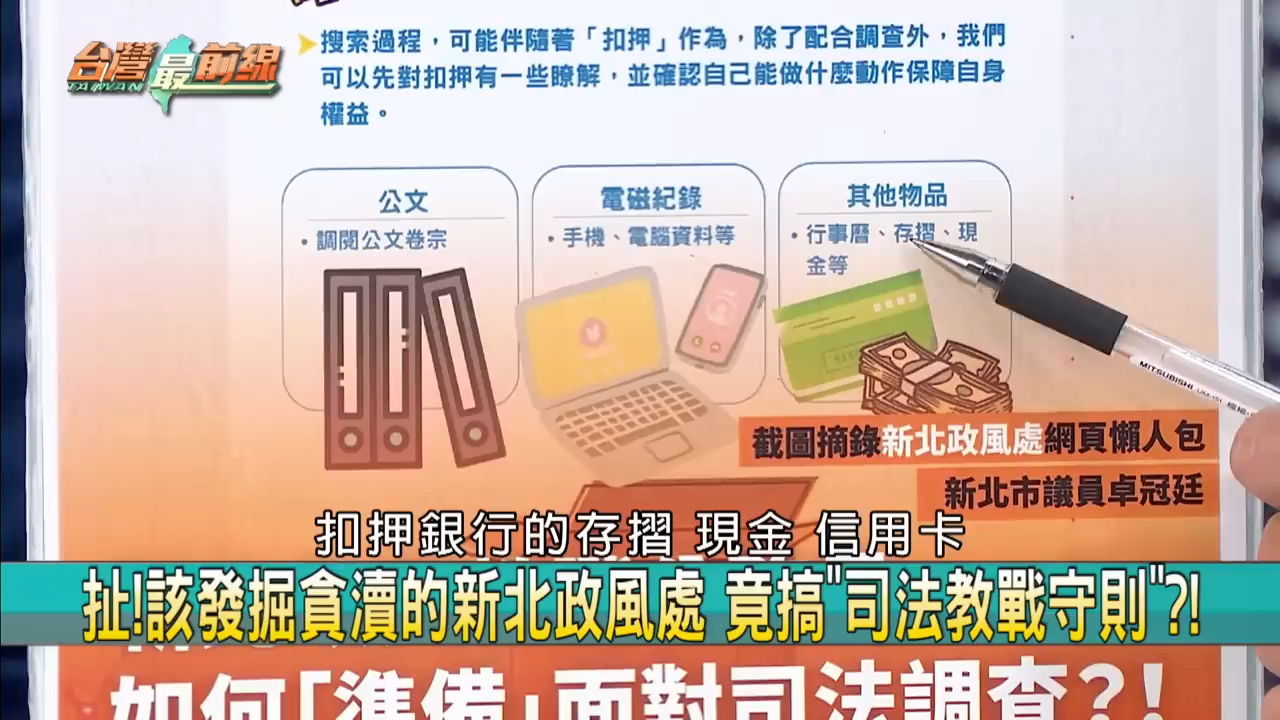 台灣最前線
TAIWAN
搜索過程，可能伴隨著「扣押」作為，除了配合調查外，我們
可以先對扣押有一些瞭解，並確認自己能做什麼動作保障自身
權益。
公文
• 調閱公文卷宗
電磁紀錄
• 手機、電腦資料等
其他物品
• 行事曆、存摺、現
金等
MITSUBISHI
截圖摘錄新北政風處網頁懶人包
新北市議員卓冠廷
扣押銀行的存摺 現金 信用卡
扯!該發掘貪瀆的新北政風處 竟搞"司法教戰守則"?!
如何「準備」面對司法調查?!